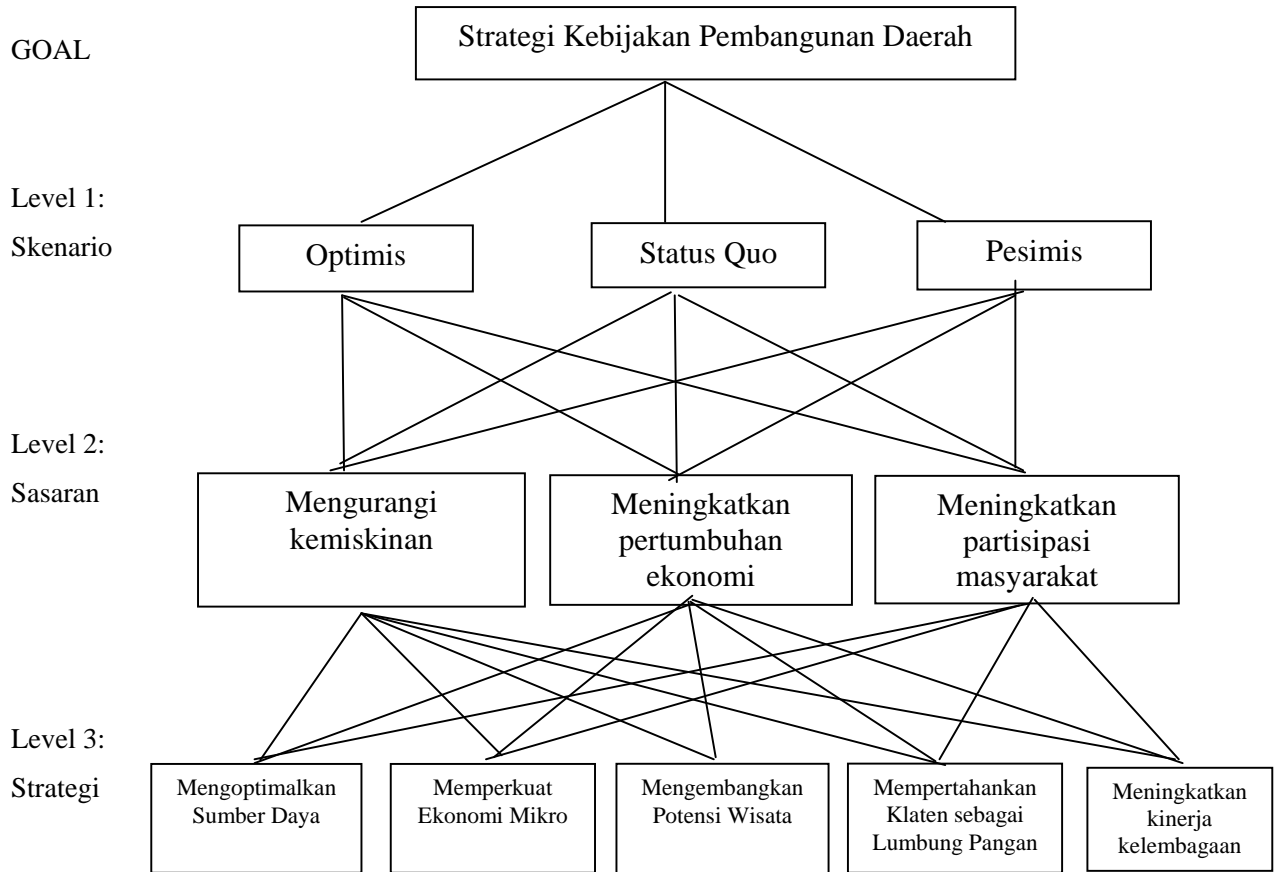 GOAL
Strategi Kebijakan Pembangunan Daerah
Level 1:
Skenario
Optimis
Status Quo
Pesimis
Level 2:
Sasaran
Mengurangi
kemiskinan
Meningkatkan
pertumbuhan
ekonomi
Meningkatkan
partisipasi
masyarakat
Level 3:
Strategi
Mengoptimalkan
Sumber Daya
Memperkuat
Ekonomi Mikro
Mengembangkan
Potensi Wisata
Mempertahankan
Klaten sebagai
Lumbung Pangan
Meningkatkan
kinerja
kelembagaan